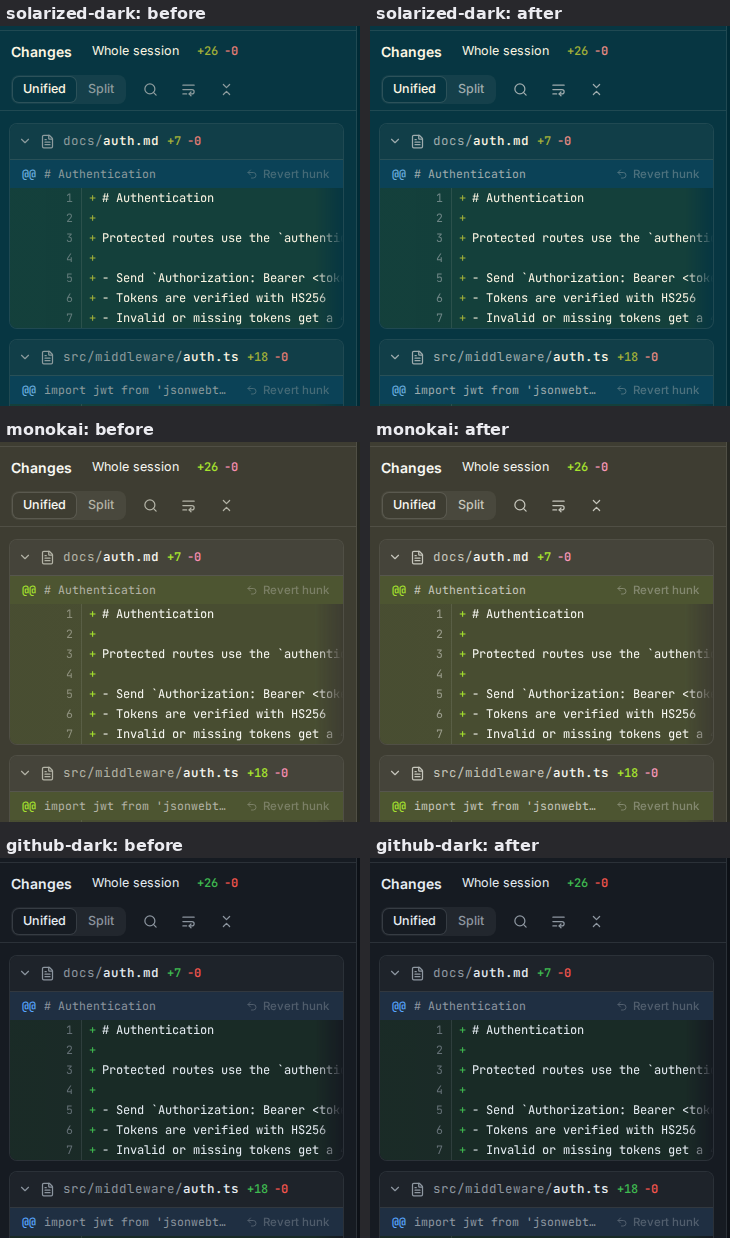 solarized-dark: before
Changes Whole session +26 -0
Unified Split
docs/auth.md +7 -0
@@ # Authentication Revert hunk
1 + # Authentication
2 +
3 + Protected routes use the `authenti
4 +
5 + - Send `Authorization: Bearer <tok
6 + - Tokens are verified with HS256
7 + - Invalid or missing tokens get a
src/middleware/auth.ts +18 -0
@@ import jwt from 'jsonwebt… Revert hunk
solarized-dark: after
Changes Whole session +26 -0
Unified Split
docs/auth.md +7 -0
@@ # Authentication Revert hunk
1 + # Authentication
2 +
3 + Protected routes use the `authenti
4 +
5 + - Send `Authorization: Bearer <tok
6 + - Tokens are verified with HS256
7 + - Invalid or missing tokens get a
src/middleware/auth.ts +18 -0
@@ import jwt from 'jsonwebt… Revert hunk
monokai: before
Changes Whole session +26 -0
Unified Split
docs/auth.md +7 -0
@@ # Authentication Revert hunk
1 + # Authentication
2 +
3 + Protected routes use the `authenti
4 +
5 + - Send `Authorization: Bearer <tok
6 + - Tokens are verified with HS256
7 + - Invalid or missing tokens get a
src/middleware/auth.ts +18 -0
@@ import jwt from 'jsonwebt… Revert hunk
monokai: after
Changes Whole session +26 -0
Unified Split
docs/auth.md +7 -0
@@ # Authentication Revert hunk
1 + # Authentication
2 +
3 + Protected routes use the `authenti
4 +
5 + - Send `Authorization: Bearer <tok
6 + - Tokens are verified with HS256
7 + - Invalid or missing tokens get a
src/middleware/auth.ts +18 -0
@@ import jwt from 'jsonwebt… Revert hunk
github-dark: before
Changes Whole session +26 -0
Unified Split
docs/auth.md +7 -0
@@ # Authentication Revert hunk
1 + # Authentication
2 +
3 + Protected routes use the `authenti
4 +
5 + - Send `Authorization: Bearer <tok
6 + - Tokens are verified with HS256
7 + - Invalid or missing tokens get a
src/middleware/auth.ts +18 -0
@@ import jwt from 'jsonwebt… Revert hunk
github-dark: after
Changes Whole session +26 -0
Unified Split
docs/auth.md +7 -0
@@ # Authentication Revert hunk
1 + # Authentication
2 +
3 + Protected routes use the `authenti
4 +
5 + - Send `Authorization: Bearer <tok
6 + - Tokens are verified with HS256
7 + - Invalid or missing tokens get a
src/middleware/auth.ts +18 -0
@@ import jwt from 'jsonwebt… Revert hunk